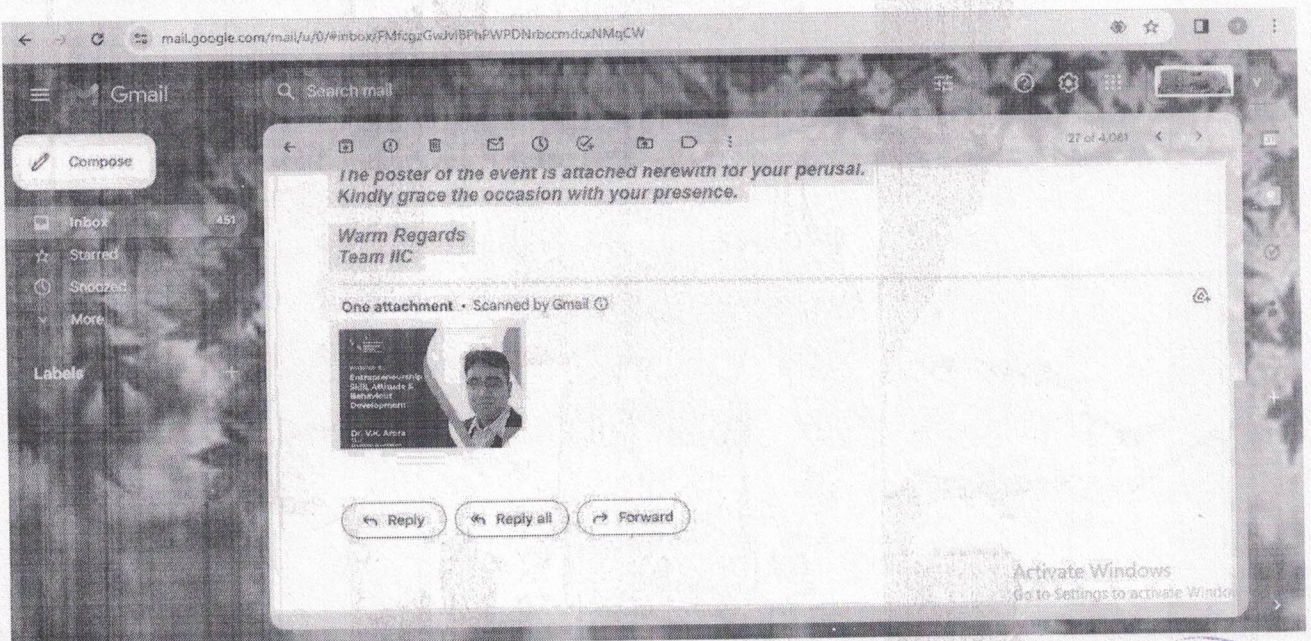 mail.google.com/mail/u/0/#inbox/
Gmail
Search mail
Compose
27 of 4,061
The poster of the event is attached herewith for your perusal.
Kindly grace the occasion with your presence.
Inbox 451
Warm Regards
Starred
Team IIC
Snoozed
One attachment • Scanned by Gmail
More
Labels
Entrepreneurship
Skill, Attitude &
Behaviour
Development
Dr. V.K. Arora
Reply Reply all Forward
Activate Windows
Go to Settings to activate Windo